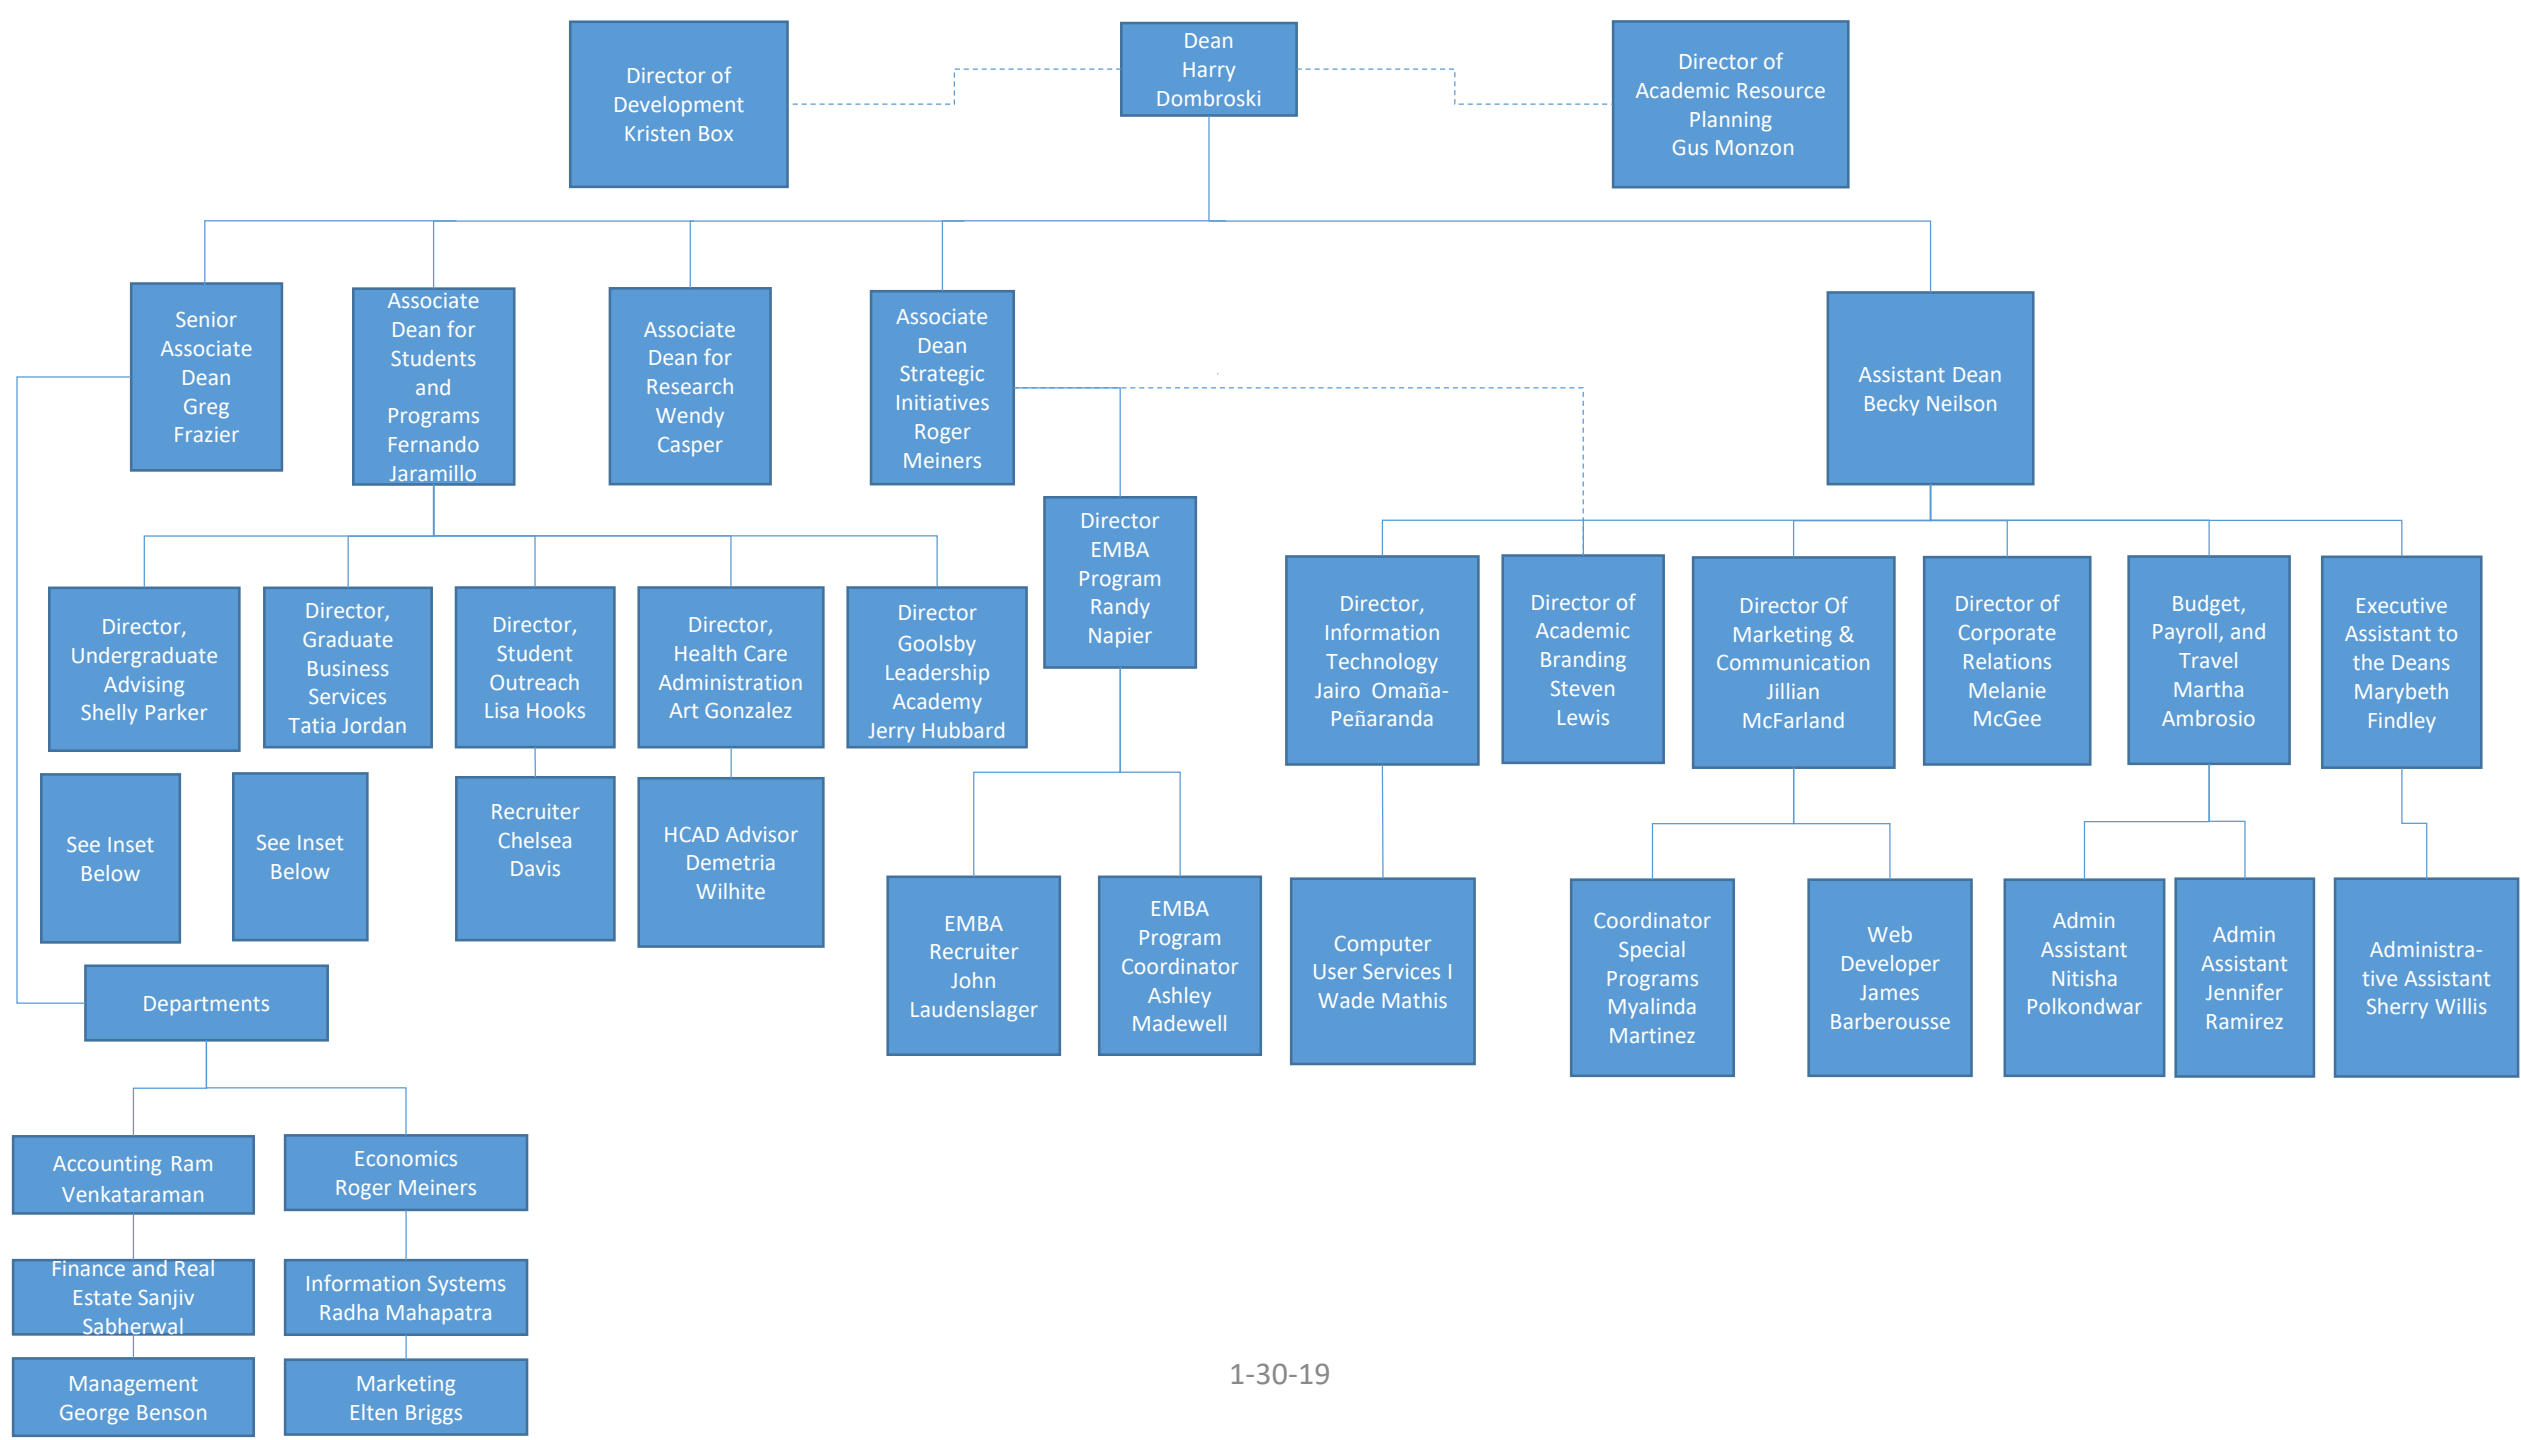 Director of
Development
Kristen Box
Dean
Harry
Dombroski
Director of
Academic Resource
Planning
Gus Monzon
Senior
Associate
Dean
Greg
Frazier
Associate
Dean for
Students
and
Programs
Fernando
Jaramillo
Associate
Dean for
Research
Wendy
Casper
Associate
Dean
Strategic
Initiatives
Roger
Meiners
Assistant Dean
Becky Neilson
Director
EMBA
Program
Randy
Napier
Director,
Undergraduate
Advising
Shelly Parker
Director,
Graduate
Business
Services
Tatia Jordan
Director,
Student
Outreach
Lisa Hooks
Director,
Health Care
Administration
Art Gonzalez
Director
Goolsby
Leadership
Academy
Jerry Hubbard
Director,
Information
Technology
Jairo Omaña-
Peñaranda
Director of
Academic
Branding
Steven
Lewis
Director Of
Marketing &
Communication
Jillian
McFarland
Director of
Corporate
Relations
Melanie
McGee
Budget,
Payroll, and
Travel
Martha
Ambrosio
Executive
Assistant to
the Deans
Marybeth
Findley
See Inset
Below
See Inset
Below
Recruiter
Chelsea
Davis
HCAD Advisor
Demetria
Wilhite
EMBA
Recruiter
John
Laudenslager
EMBA
Program
Coordinator
Ashley
Madewell
Computer
User Services I
Wade Mathis
Coordinator
Special
Programs
Myalinda
Martinez
Web
Developer
James
Barberousse
Admin
Assistant
Nitisha
Polkondwar
Admin
Assistant
Jennifer
Ramirez
Administra-
tive Assistant
Sherry Willis
Departments
Accounting Ram
Venkataraman
Economics
Roger Meiners
Finance and Real
Estate Sanjiv
Sabherwal
Information Systems
Radha Mahapatra
Management
George Benson
Marketing
Elten Briggs
1-30-19